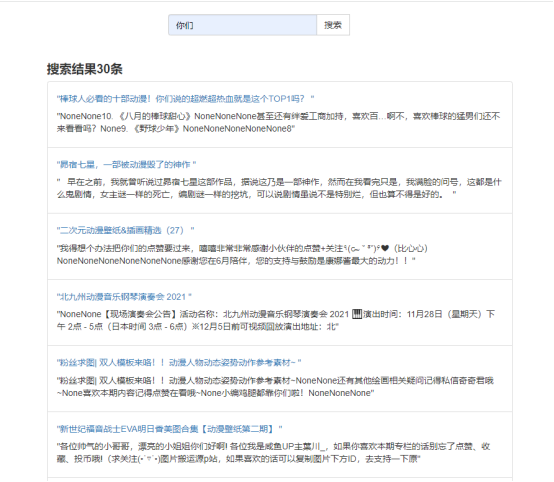 你们 搜索
搜索结果30条
"棒球人必看的十部动漫！你们说的超燃超热血就是这个TOP1吗？ "
"NoneNone10. 《八月的棒球甜心》NoneNoneNone甚至还有绊爱工商加持，喜欢百…啊不，喜欢棒球的猛男们还不
来看看吗？None9. 《野球少年》NoneNoneNoneNoneNone8"
"昴宿七星，一部被动漫毁了的神作 "
" 早在之前，我就曾听说过昴宿七星这部作品，据说这乃是一部神作，然而在我看完只是，我满脸的问号，这都是什
么鬼剧情，女主谜一样的死亡，编剧谜一样的挖坑，可以说剧情虽说不是特别烂，但也算不得是好的。 "
"二次元动漫壁纸&插画精选（27） "
"我得想个办法把你们的点赞要过来，嘻嘻非常非常感谢小伙伴的点赞+关注 （比心心）
NoneNoneNoneNoneNoneNone感谢您在6月陪伴，您的支持与鼓励是康娜酱最大的动力！！"
"北九州动漫音乐钢琴演奏会 2021 "
"NoneNone【现场演奏会公告】活动名称：北九州动漫音乐钢琴演奏会 2021 🎹演出时间：11月28日（星期天）下
午 2点 - 5点（日本时间 3点 - 6点）※12月5日前可视频回放演出地址：北"
"粉丝求图| 双人模板来咯！！动漫人物动态姿势动作参考素材~ "
"粉丝求图| 双人模板来咯！！动漫人物动态姿势动作参考素材~NoneNone还有其他绘画相关疑问记得私信奇奇君哦
~None喜欢本期内容记得点赞在看哦~None小编鸡腿都靠你们啦！NoneNoneNone"
"新世纪福音战士EVA明日香美图合集【动漫壁纸第二期】 "
"各位帅气的小哥哥，漂亮的小姐姐你们好啊! 各位我是咸鱼UP主葉川_，如果你喜欢本期专栏的话别忘了点赞、收
藏、投币哦!（求关注(•̀ᴗ•́)图片搬运源p站，如果喜欢的话可以复制图片下方ID，去支持一下原"